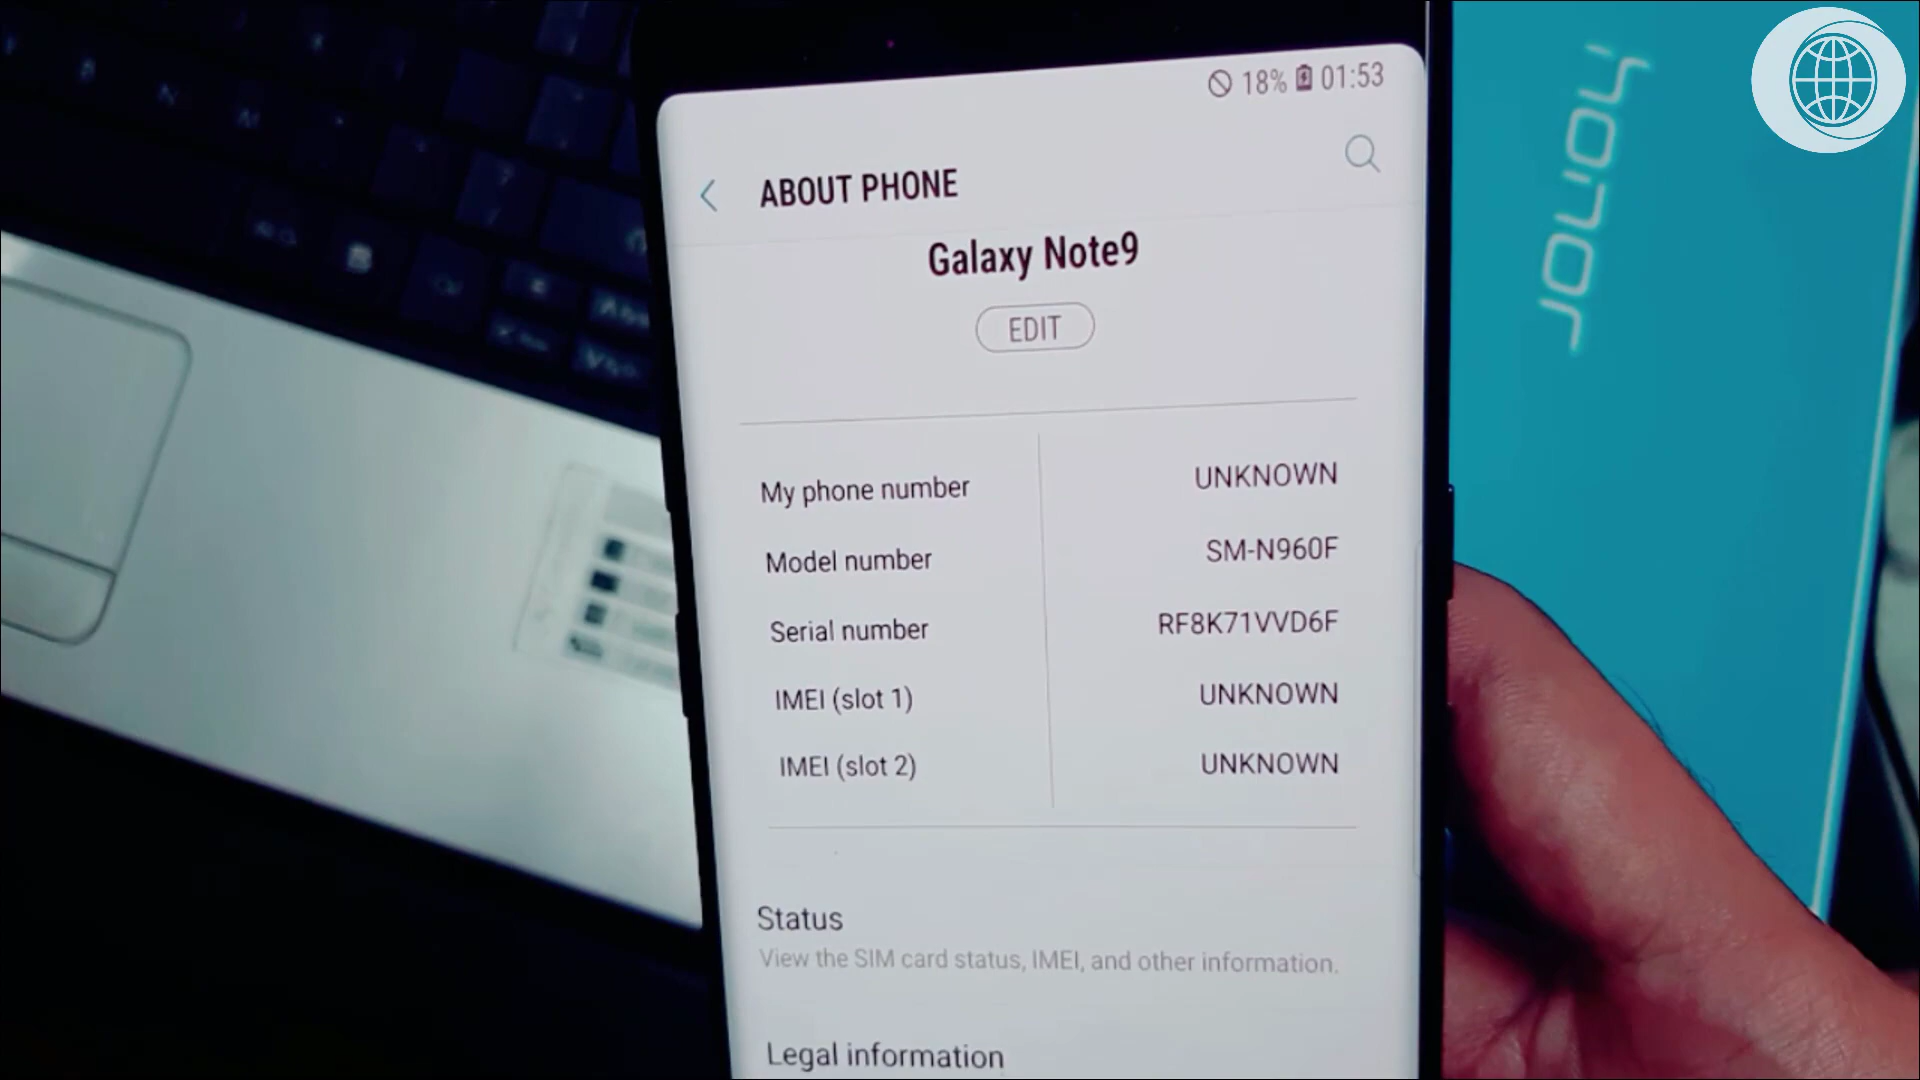 18% 01:53
ABOUT PHONE
Galaxy Note9
EDIT
My phone number UNKNOWN
Model number SM-N960F
Serial number RF8K71VVD6F
IMEI (slot 1) UNKNOWN
IMEI (slot 2) UNKNOWN
Status
View the SIM card status, IMEI, and other information.
Legal information
honor